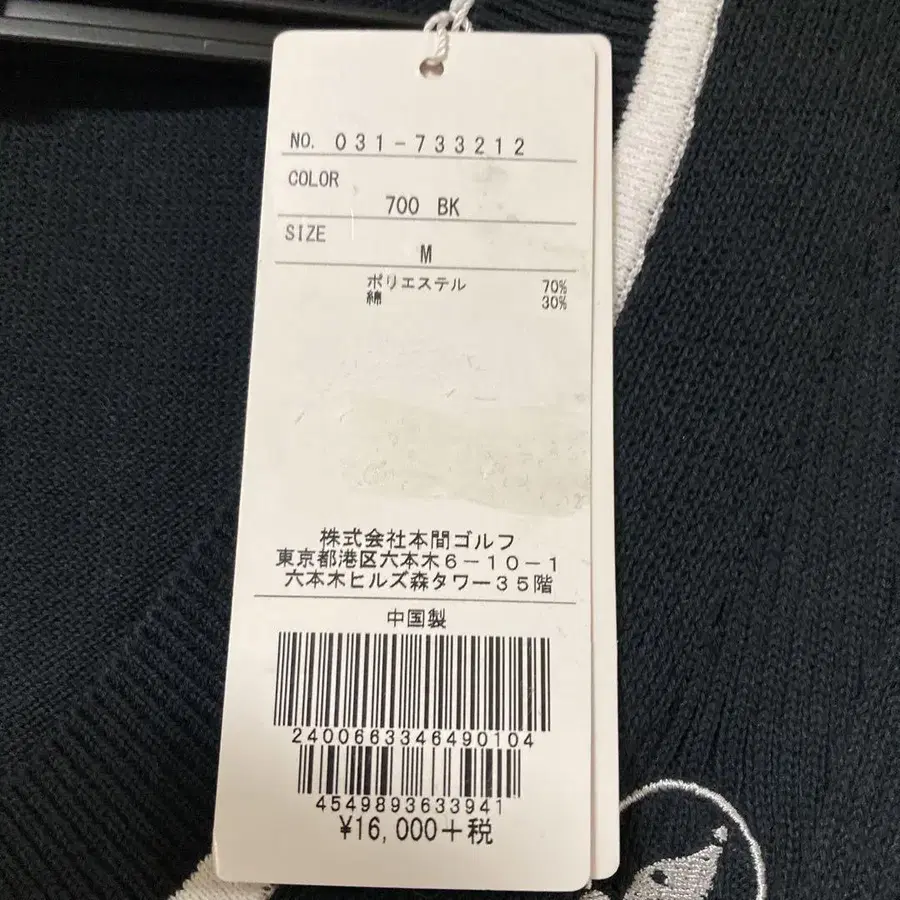 NO. 031-733212
COLOR
700 BK
SIZE
M
ポリエステル 70%
綿 30%
株式会社本間ゴルフ
東京都港区六本木6-10-1
六本木ヒルズ森タワー35階
中国製
2400663346490104
4549893633941
¥16,000+税